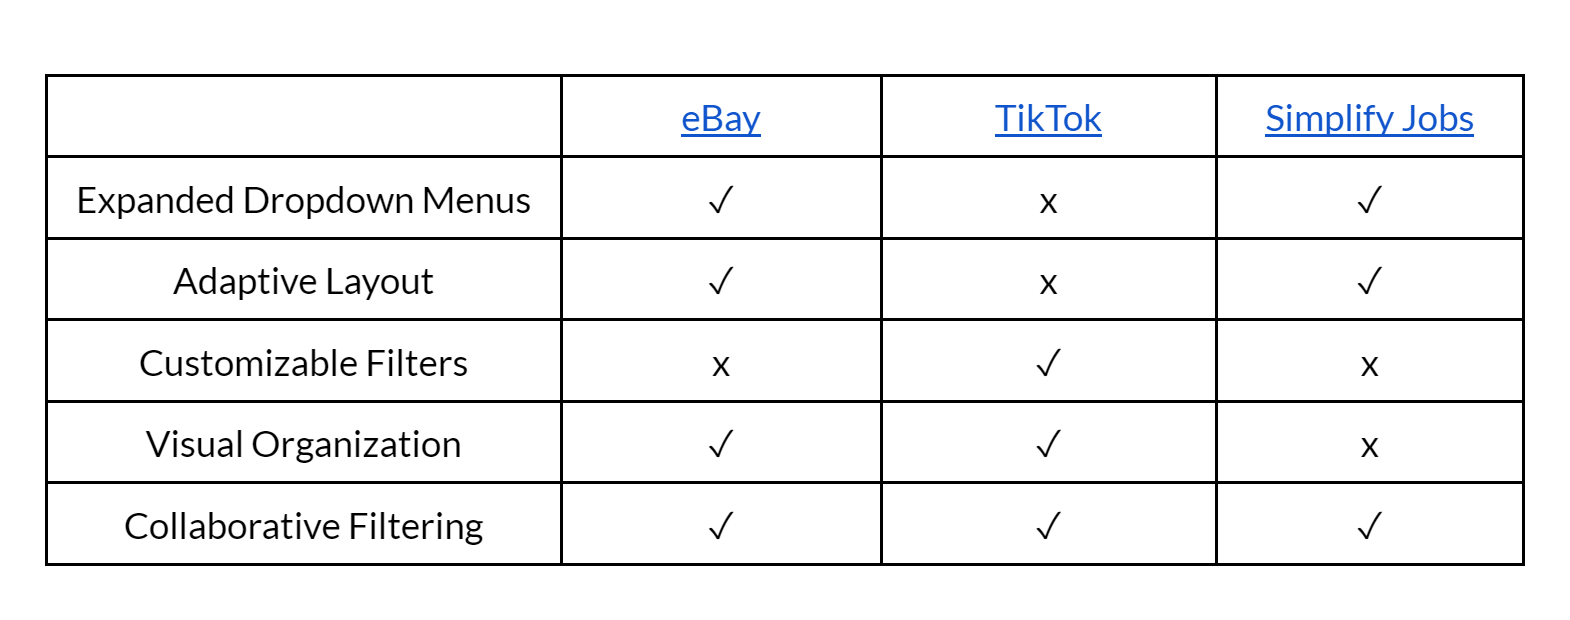 eBay TikTok Simplify Jobs
Expanded Dropdown Menus ✓ x ✓
Adaptive Layout ✓ x ✓
Customizable Filters x ✓ x
Visual Organization ✓ ✓ x
Collaborative Filtering ✓ ✓ ✓